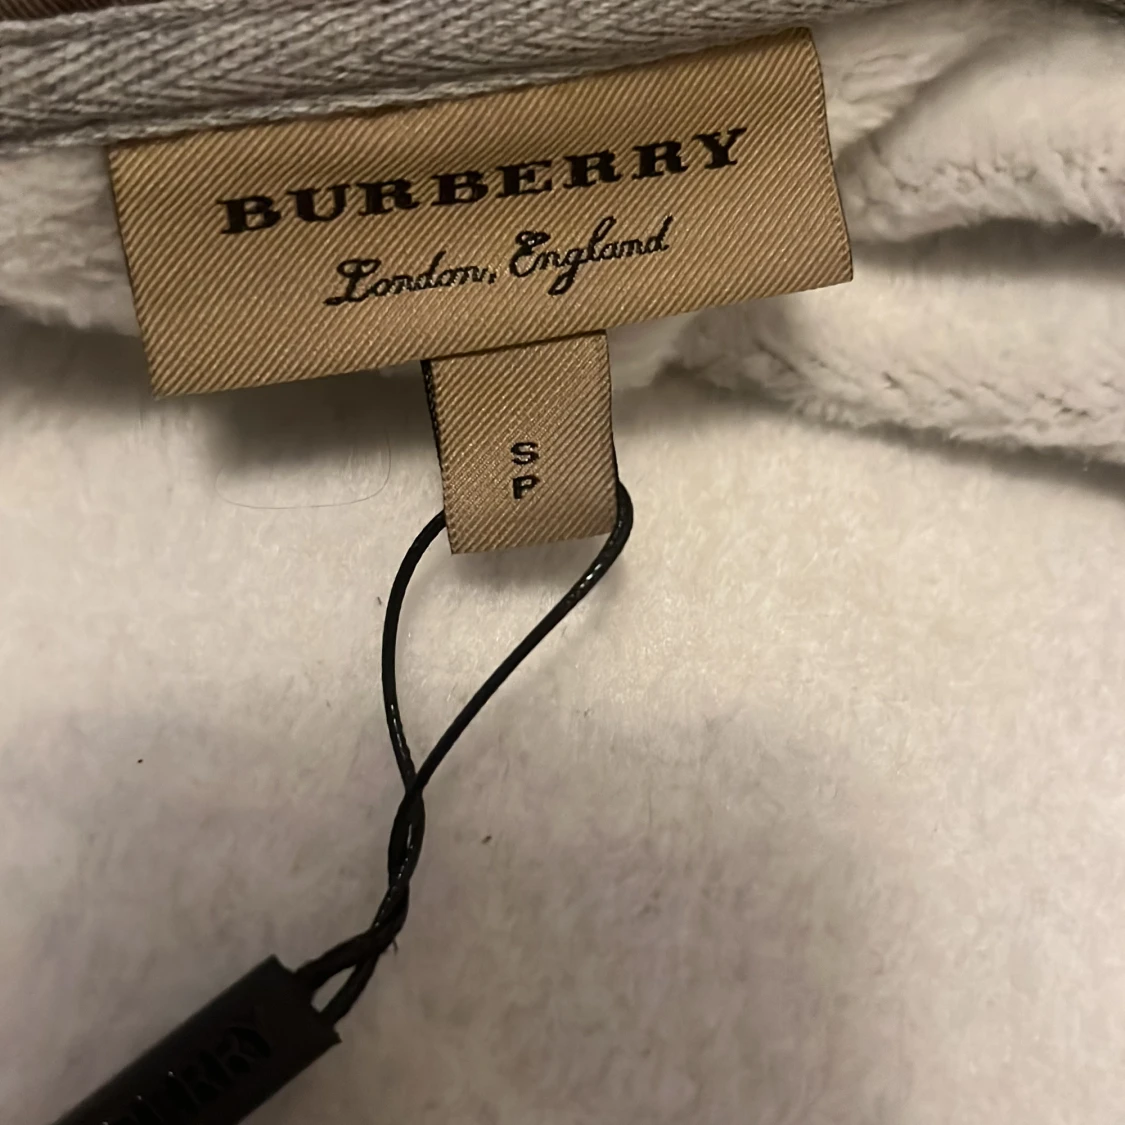 BURBERRY
London, England
S
P